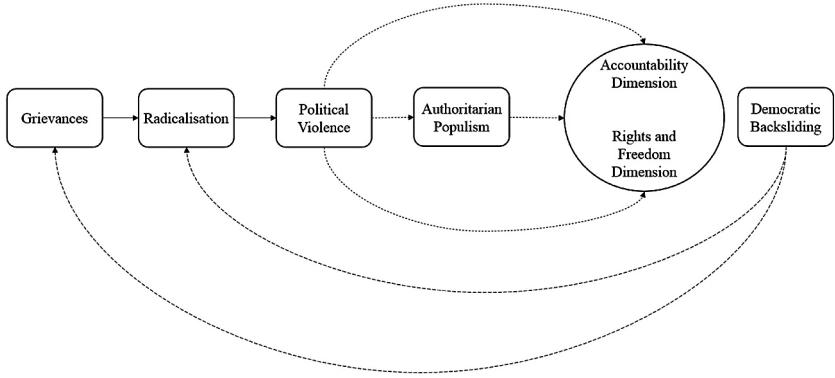 Grievances
Radicalisation
Political
Violence
Authoritarian
Populism
Accountability
Dimension
Rights and
Freedom
Dimension
Democratic
Backsliding